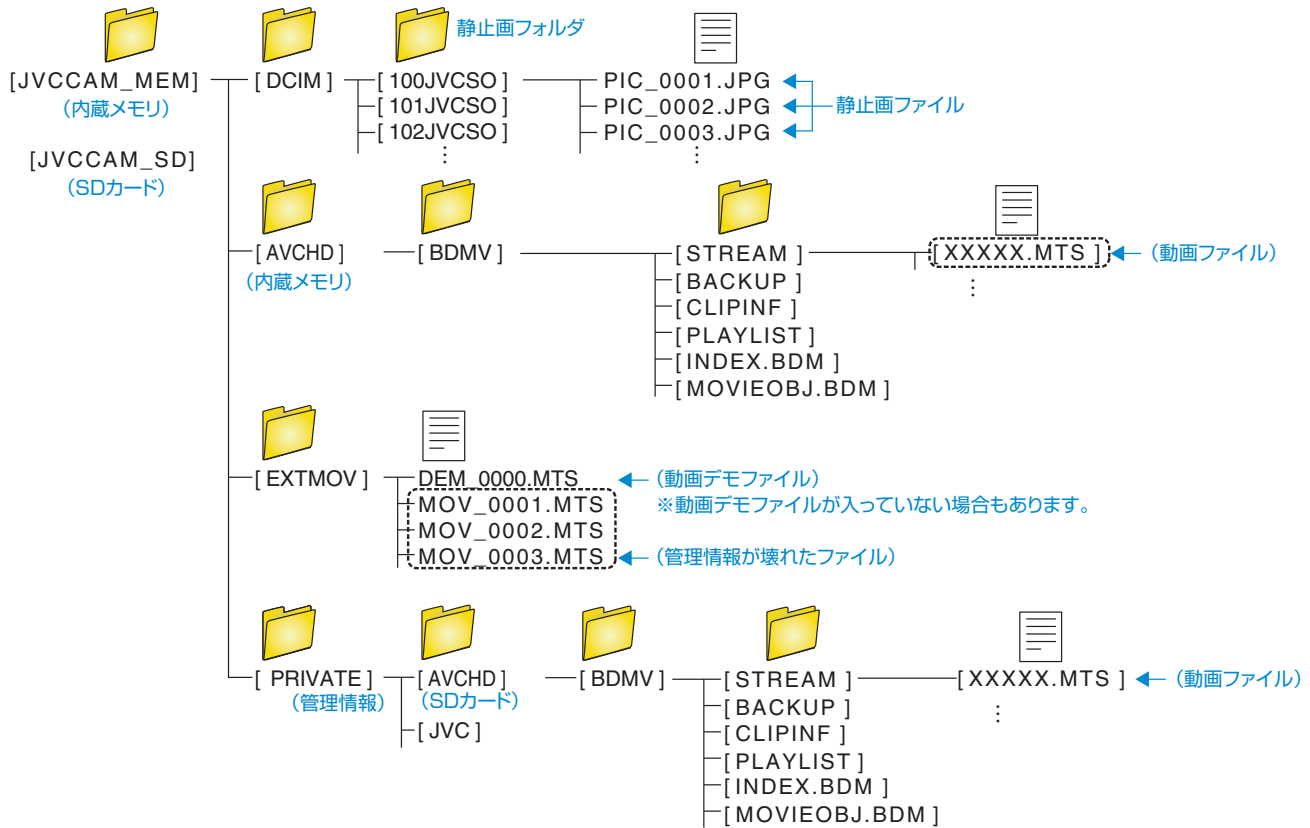 静止画フォルダ
[JVCCAM_MEM] [DCIM] [100JVCSO] PIC_0001.JPG
(内蔵メモリ) [101JVCSO] PIC_0002.JPG 静止画ファイル
[102JVCSO] PIC_0003.JPG
⋮ ⋮
[JVCCAM_SD]
(SDカード)
[AVCHD] [BDMV] [STREAM] [XXXXX.MTS] (動画ファイル)
(内蔵メモリ) [BACKUP] ⋮
[CLIPINF]
[PLAYLIST]
[INDEX.BDM]
[MOVIEOBJ.BDM]
[EXTMOV] DEM_0000.MTS (動画デモファイル)
MOV_0001.MTS ※動画デモファイルが入っていない場合もあります。
MOV_0002.MTS
MOV_0003.MTS (管理情報が壊れたファイル)
[PRIVATE] [AVCHD] [BDMV] [STREAM] [XXXXX.MTS] (動画ファイル)
(管理情報) (SDカード) [BACKUP] ⋮
[JVC] [CLIPINF]
[PLAYLIST]
[INDEX.BDM]
[MOVIEOBJ.BDM]